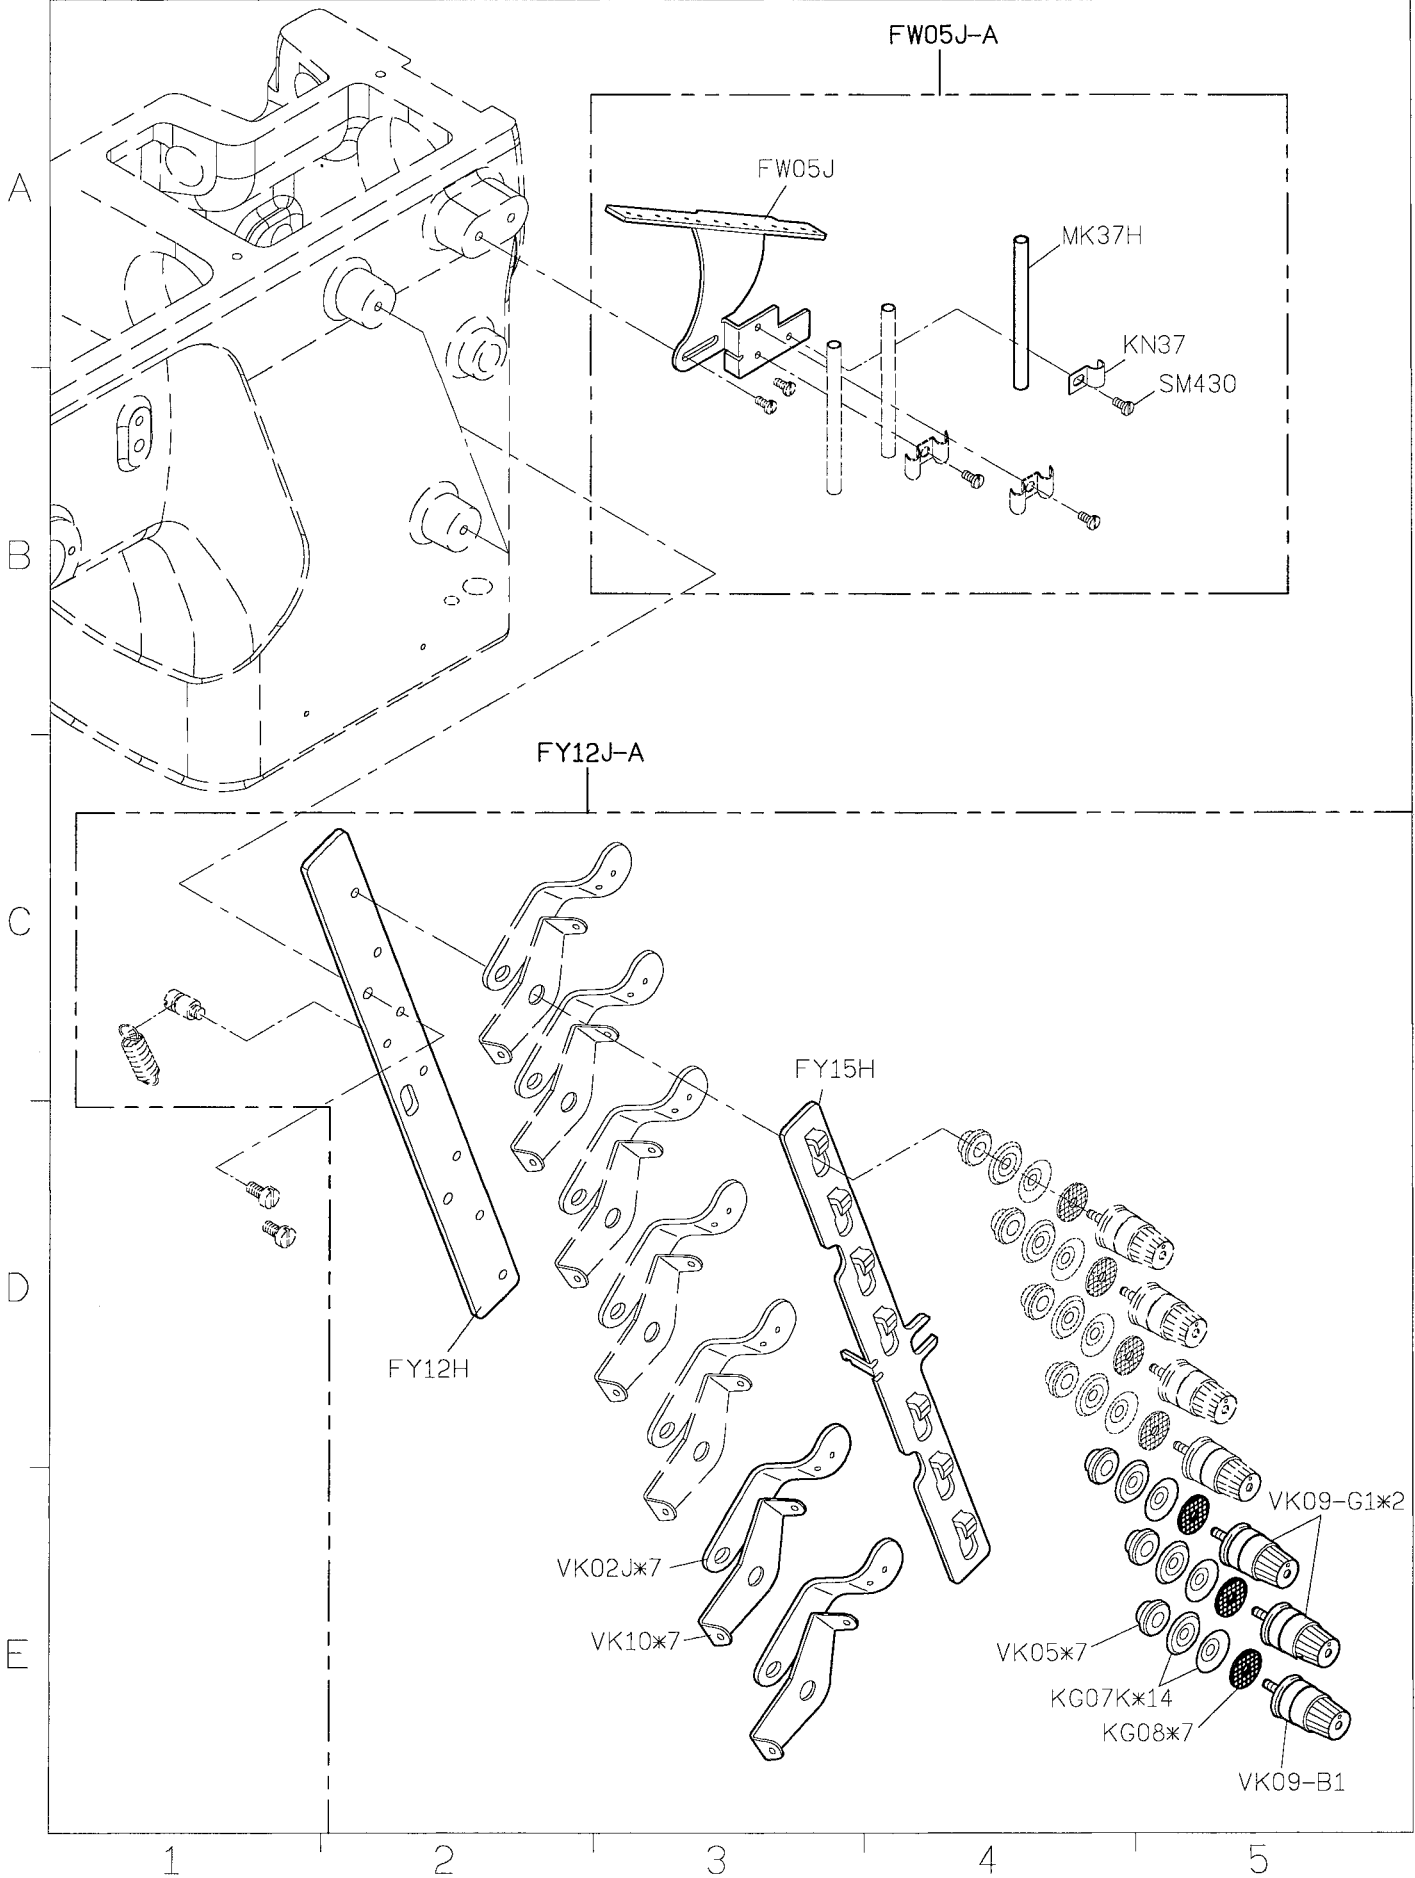 FW05J-A
A
FW05J
MK37H
KN37
SM430
B
FY12J-A
C
FY15H
D
FY12H
VK09-G1*2
VK02J*7
VK10*7
VK05*7
E
KG07K*14
KG08*7
VK09-B1
1 2 3 4 5